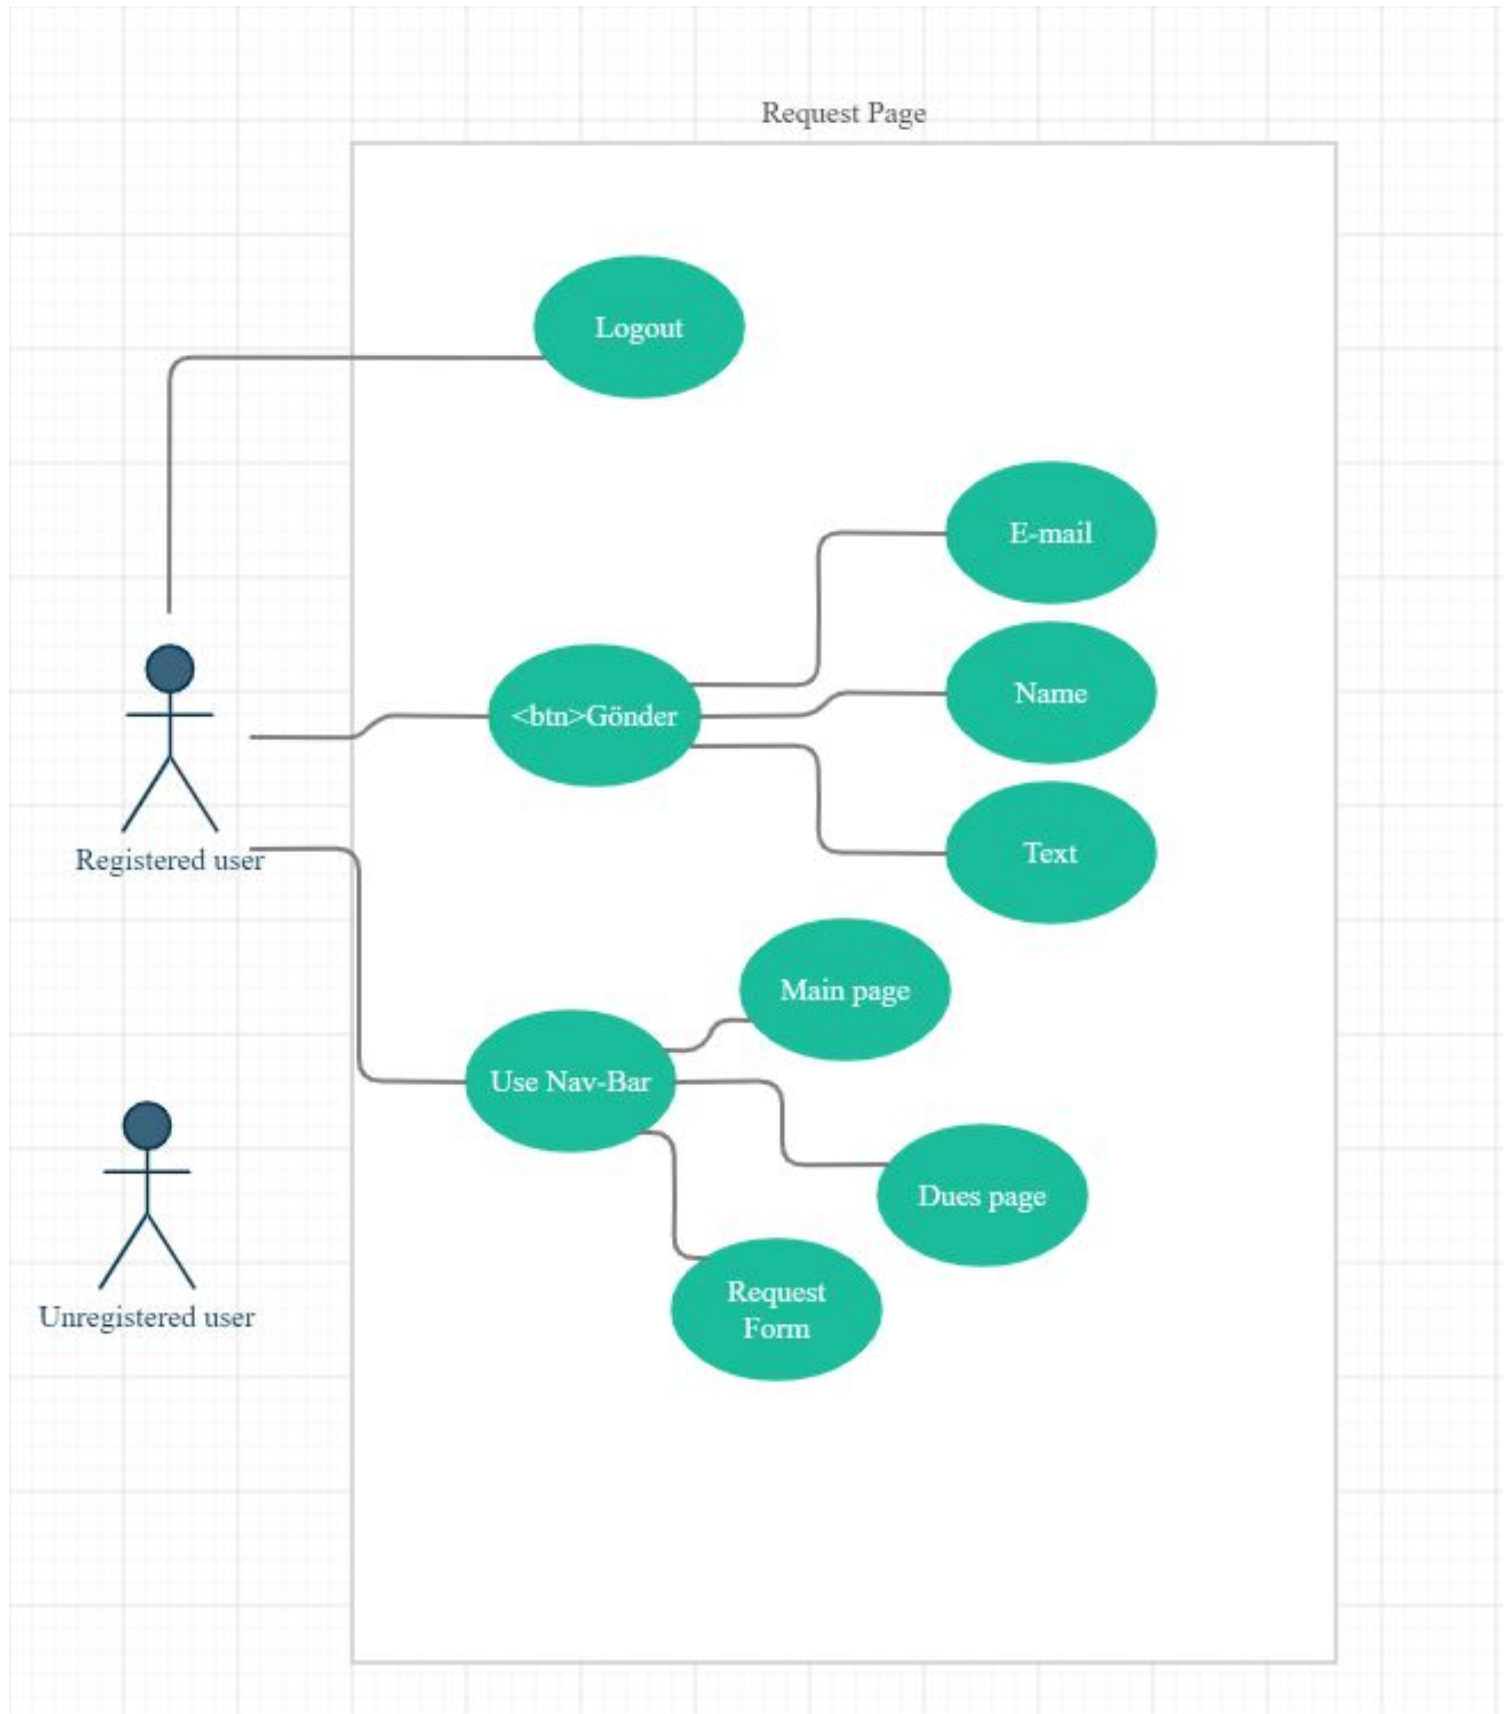 Request Page
Logout
E-mail
<btn>Gönder
Name
Text
Registered user
Main page
Use Nav-Bar
Dues page
Request
Form
Unregistered user